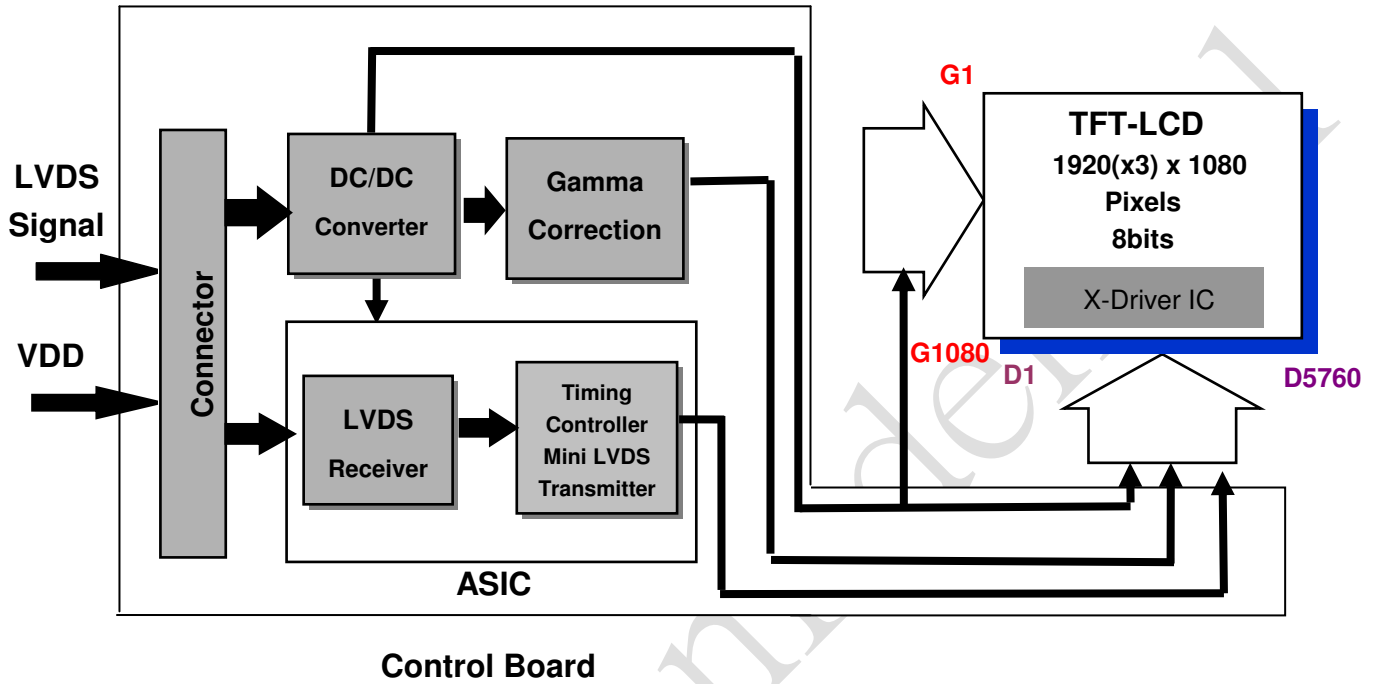 LVDS
Signal
VDD
Connector
DC/DC
Converter
Gamma
Correction
LVDS
Receiver
Timing
Controller
Mini LVDS
Transmitter
ASIC
Control Board
G1
G1080
TFT-LCD
1920(x3) x 1080
Pixels
8bits
X-Driver IC
D1
D5760